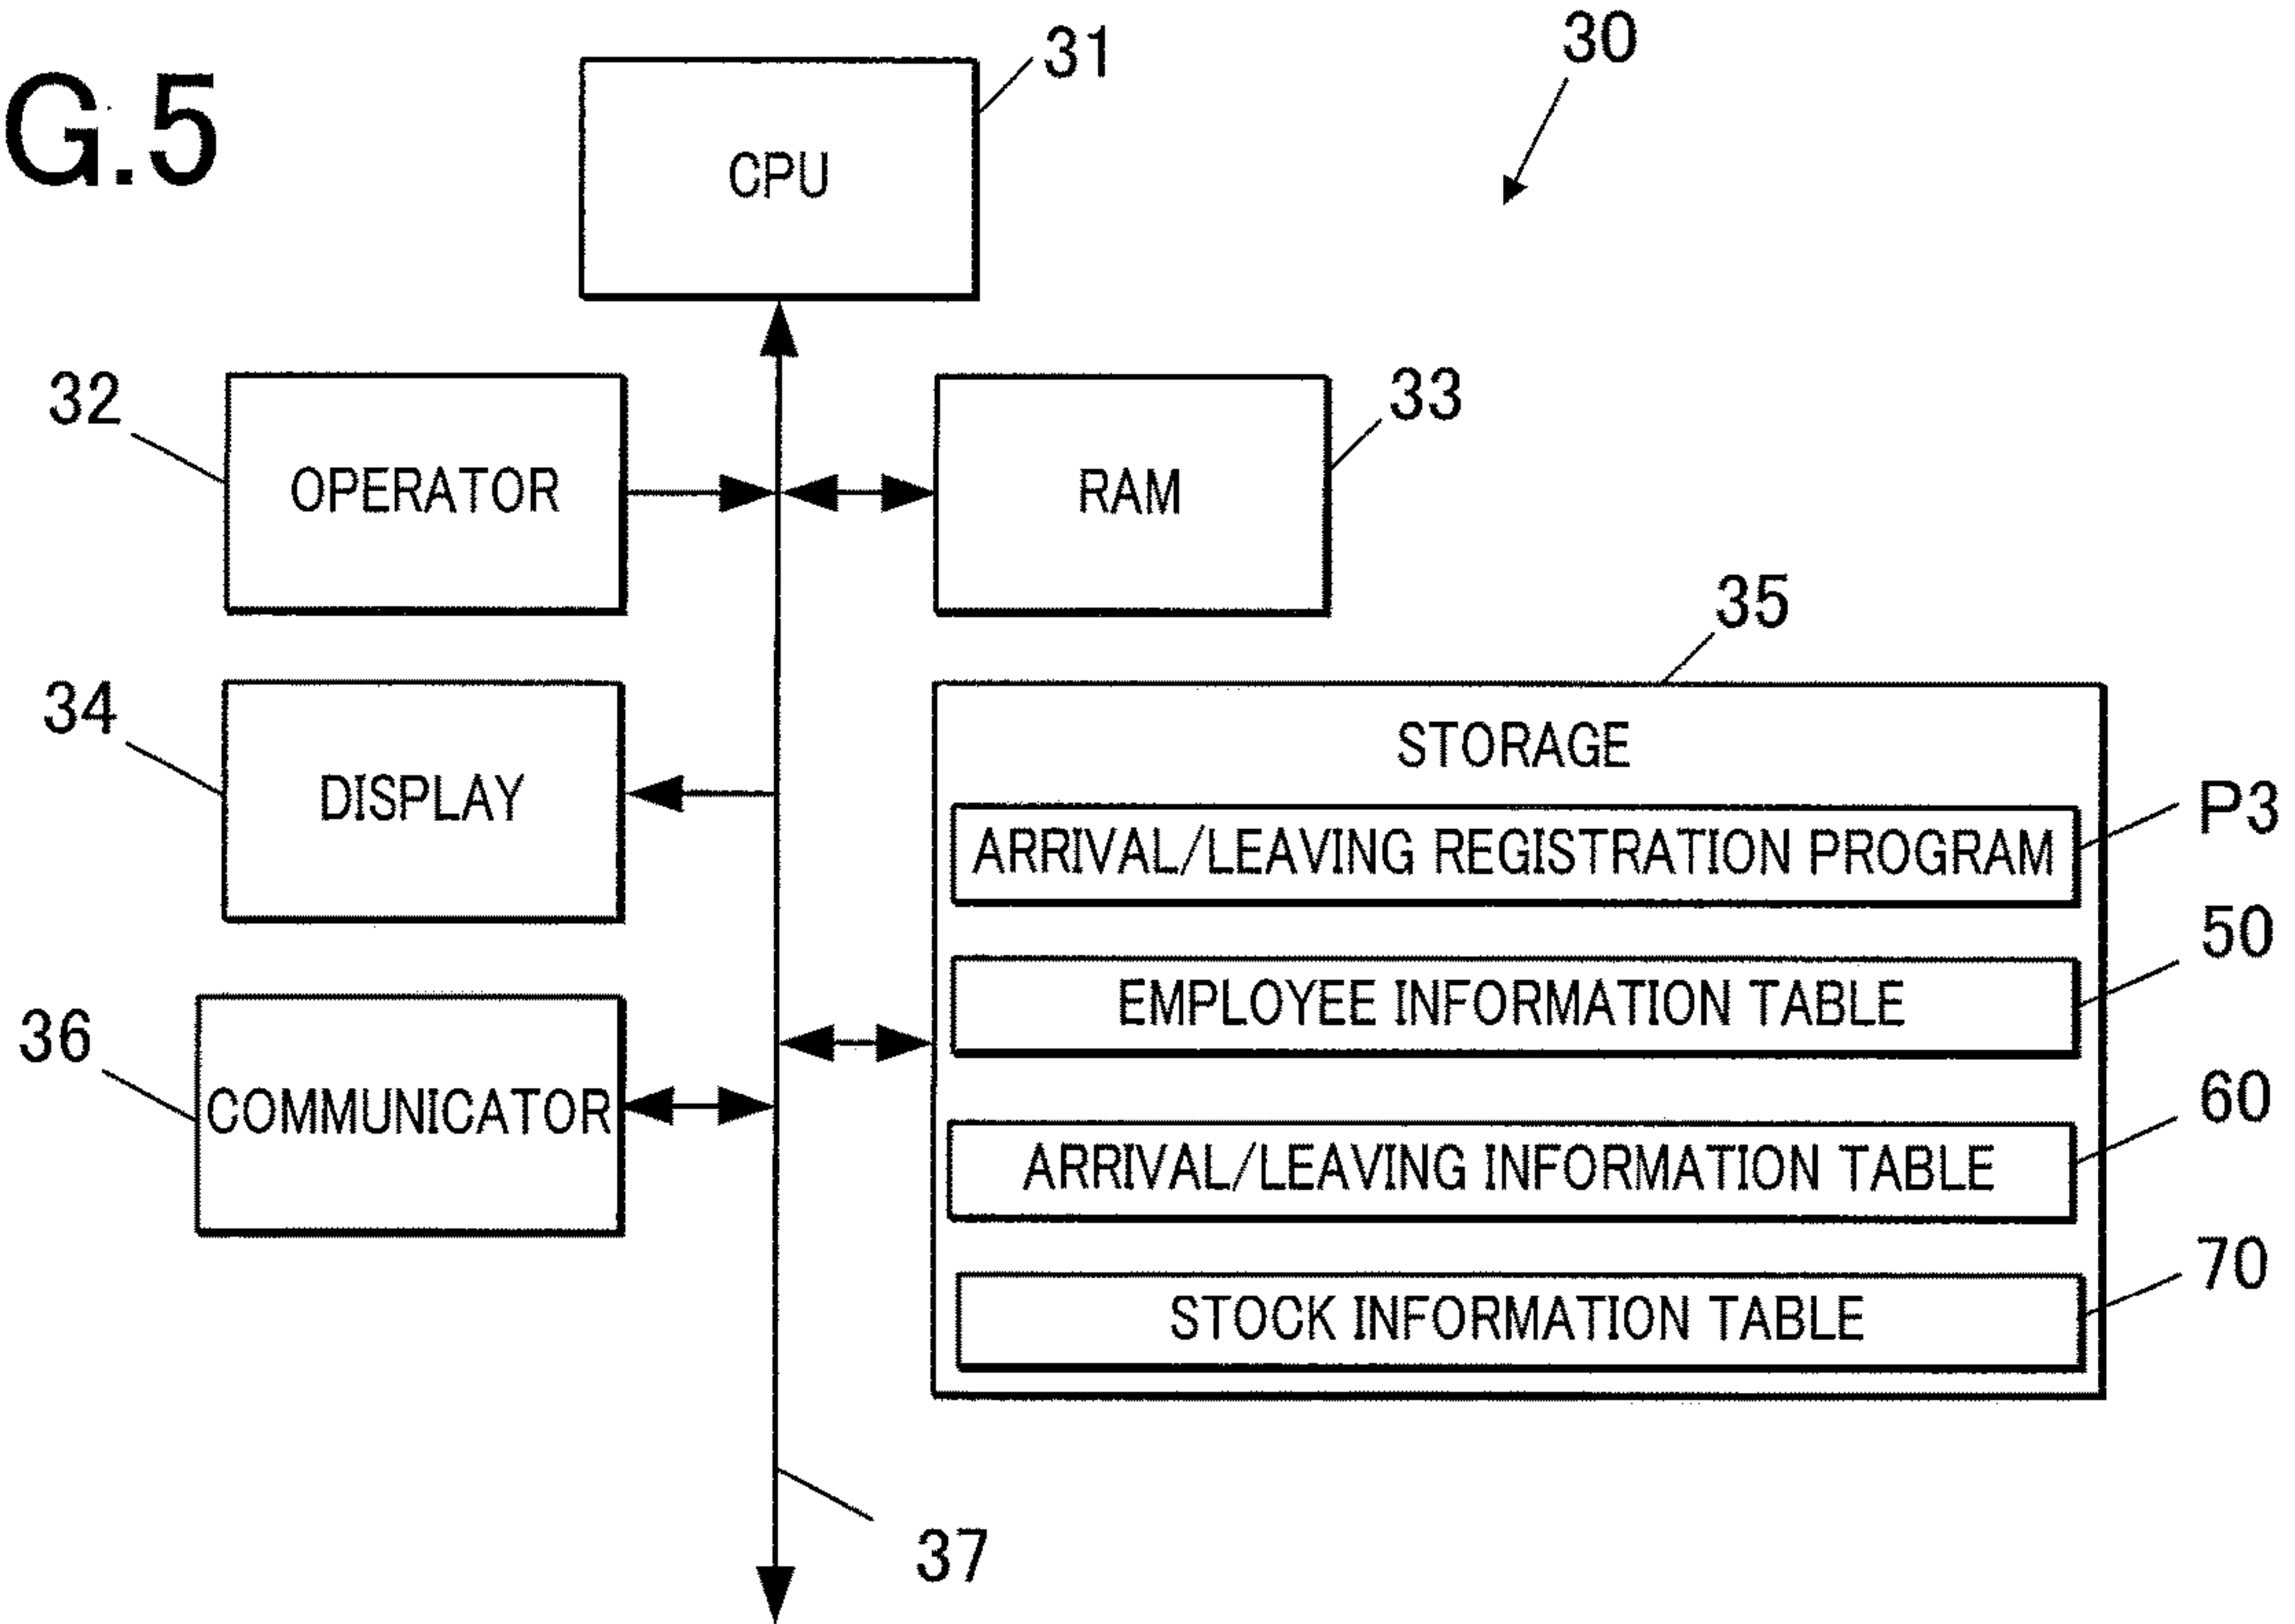 G.5
31
30
CPU
32
OPERATOR
33
RAM
35
34
DISPLAY
STORAGE
P3
ARRIVAL/LEAVING REGISTRATION PROGRAM
50
EMPLOYEE INFORMATION TABLE
36
COMMUNICATOR
60
ARRIVAL/LEAVING INFORMATION TABLE
70
STOCK INFORMATION TABLE
37